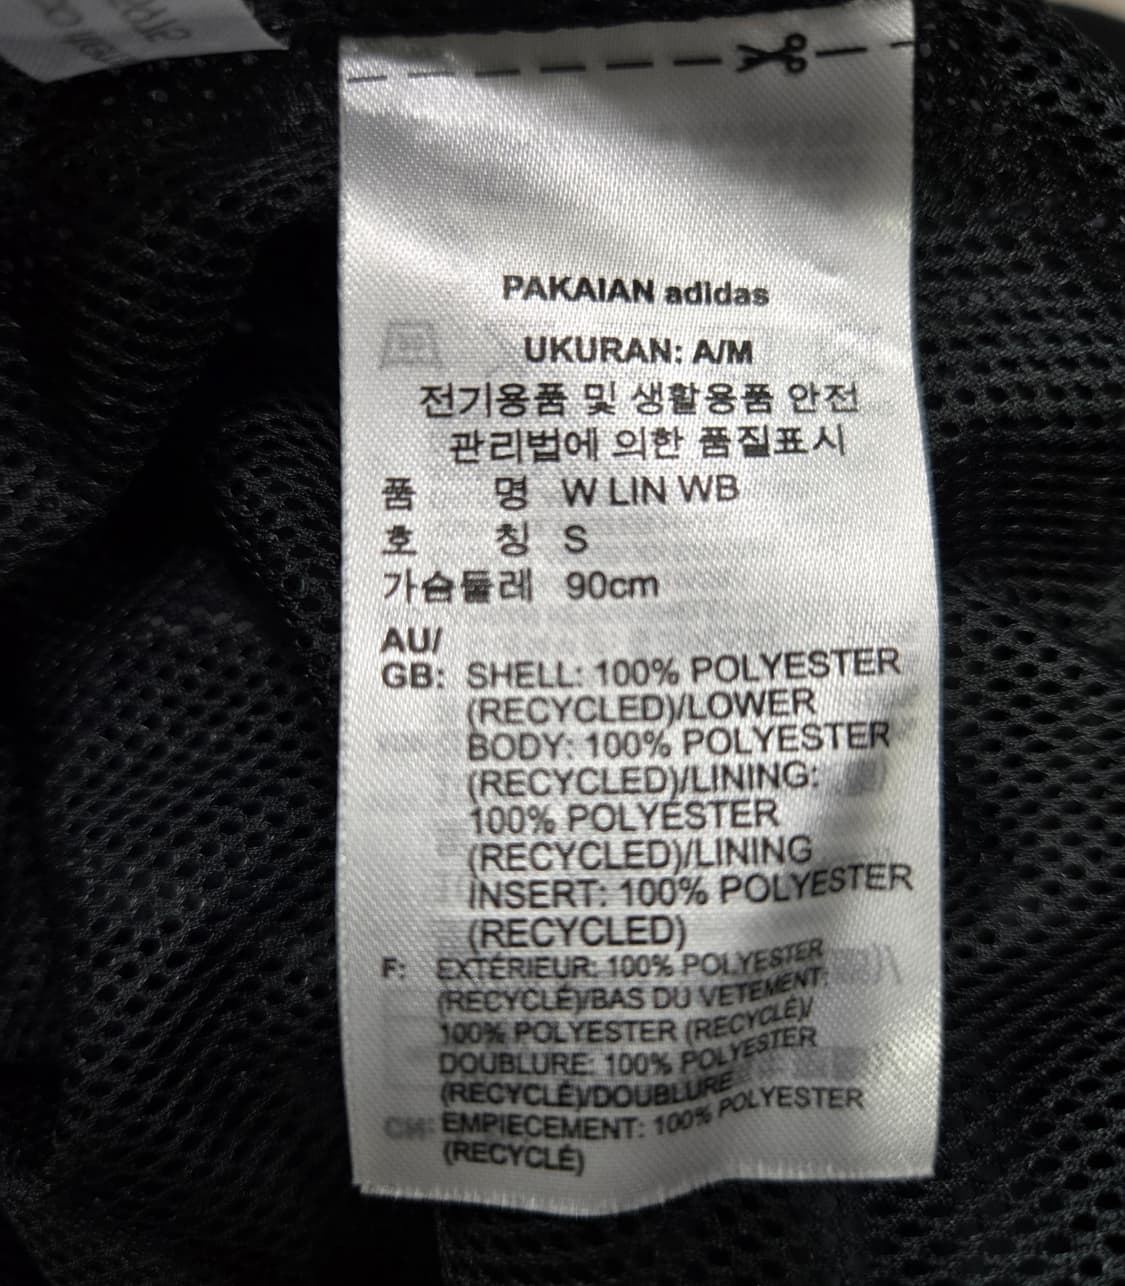 PAKAIAN adidas
UKURAN: A/M
전기용품 및 생활용품 안전
관리법에 의한 품질표시
품 명 W LIN WB
호 칭 S
가슴둘레 90cm
AU/
GB: SHELL: 100% POLYESTER
(RECYCLED)/LOWER
BODY: 100% POLYESTER
(RECYCLED)/LINING:
100% POLYESTER
(RECYCLED)/LINING
INSERT: 100% POLYESTER
(RECYCLED)
F: EXTÉRIEUR: 100% POLYESTER
(RECYCLÉ)/BAS DU VETEMENT:
100% POLYESTER (RECYCLÉ)/
DOUBLURE: 100% POLYESTER
(RECYCLÉ)/DOUBLURE
EMPIECEMENT: 100% POLYESTER
(RECYCLÉ)